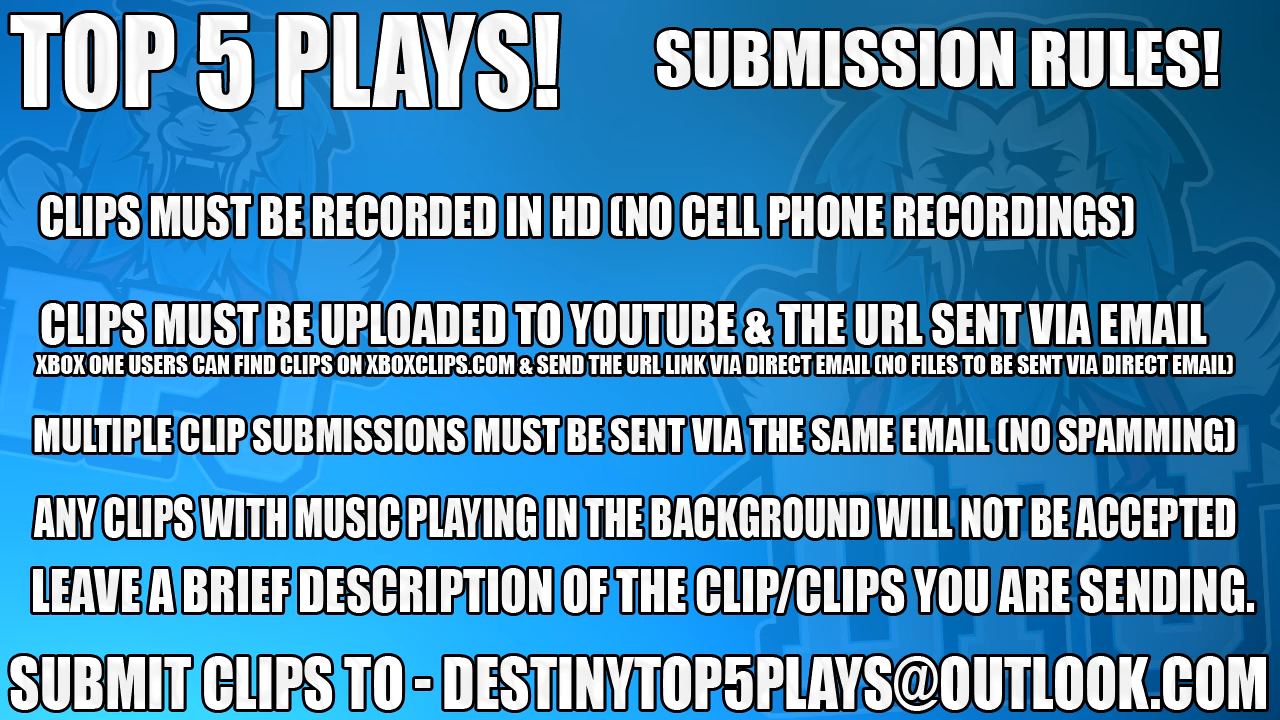 TOP 5 PLAYS!
SUBMISSION RULES!
CLIPS MUST BE RECORDED IN HD (NO CELL PHONE RECORDINGS)
CLIPS MUST BE UPLOADED TO YOUTUBE & THE URL SENT VIA EMAIL
XBOX ONE USERS CAN FIND CLIPS ON XBOXCLIPS.COM & SEND THE URL LINK VIA DIRECT EMAIL (NO FILES TO BE SENT VIA DIRECT EMAIL)
MULTIPLE CLIP SUBMISSIONS MUST BE SENT VIA THE SAME EMAIL (NO SPAMMING)
ANY CLIPS WITH MUSIC PLAYING IN THE BACKGROUND WILL NOT BE ACCEPTED
LEAVE A BRIEF DESCRIPTION OF THE CLIP/CLIPS YOU ARE SENDING.
SUBMIT CLIPS TO - DESTINYTOP5PLAYS@OUTLOOK.COM